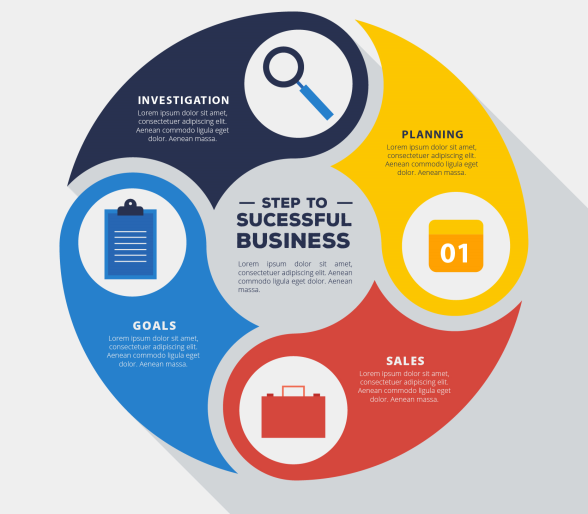 INVESTIGATION
Lorem ipsum dolor sit amet,
consectetuer adipiscing elit.
Aenean commodo ligula eget
dolor. Aenean massa.
PLANNING
Lorem ipsum dolor sit amet,
consectetuer adipiscing elit.
Aenean commodo ligula eget
dolor. Aenean massa.
STEP TO
SUCESSFUL
BUSINESS
Lorem ipsum dolor sit amet,
consectetuer adipiscing elit.
Aenean commodo ligula eget
dolor. Aenean massa.
01
GOALS
Lorem ipsum dolor sit amet,
consectetuer adipiscing elit.
Aenean commodo ligula eget
dolor. Aenean massa.
SALES
Lorem ipsum dolor sit amet,
consectetuer adipiscing elit.
Aenean commodo ligula eget
dolor. Aenean massa.